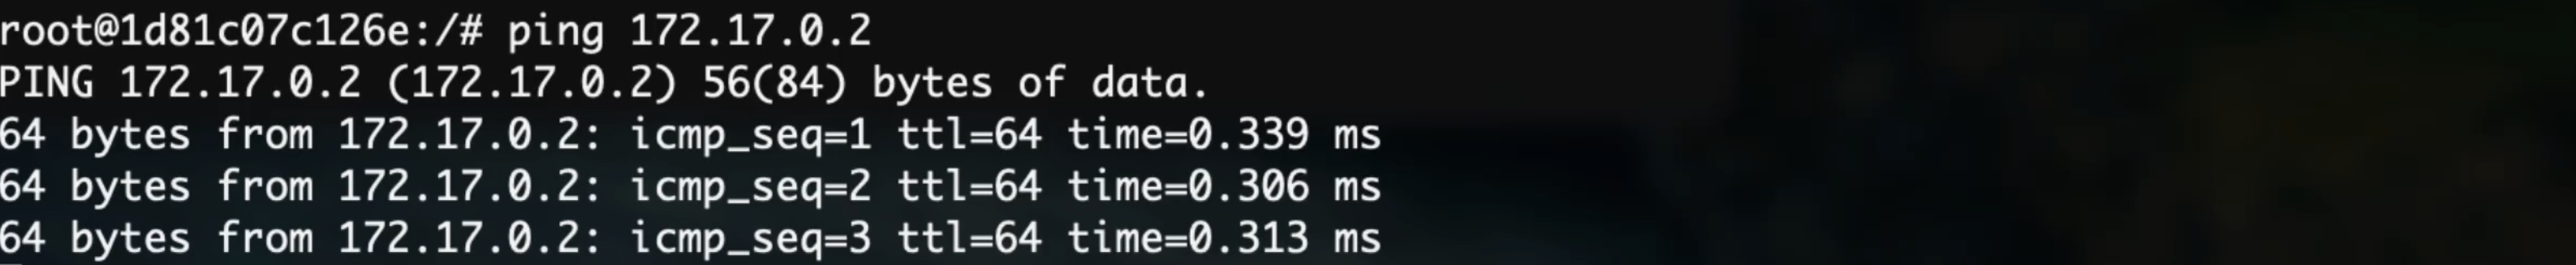 root@1d81c07c126e:/# ping 172.17.0.2
PING 172.17.0.2 (172.17.0.2) 56(84) bytes of data.
64 bytes from 172.17.0.2: icmp_seq=1 ttl=64 time=0.339 ms
64 bytes from 172.17.0.2: icmp_seq=2 ttl=64 time=0.306 ms
64 bytes from 172.17.0.2: icmp_seq=3 ttl=64 time=0.313 ms